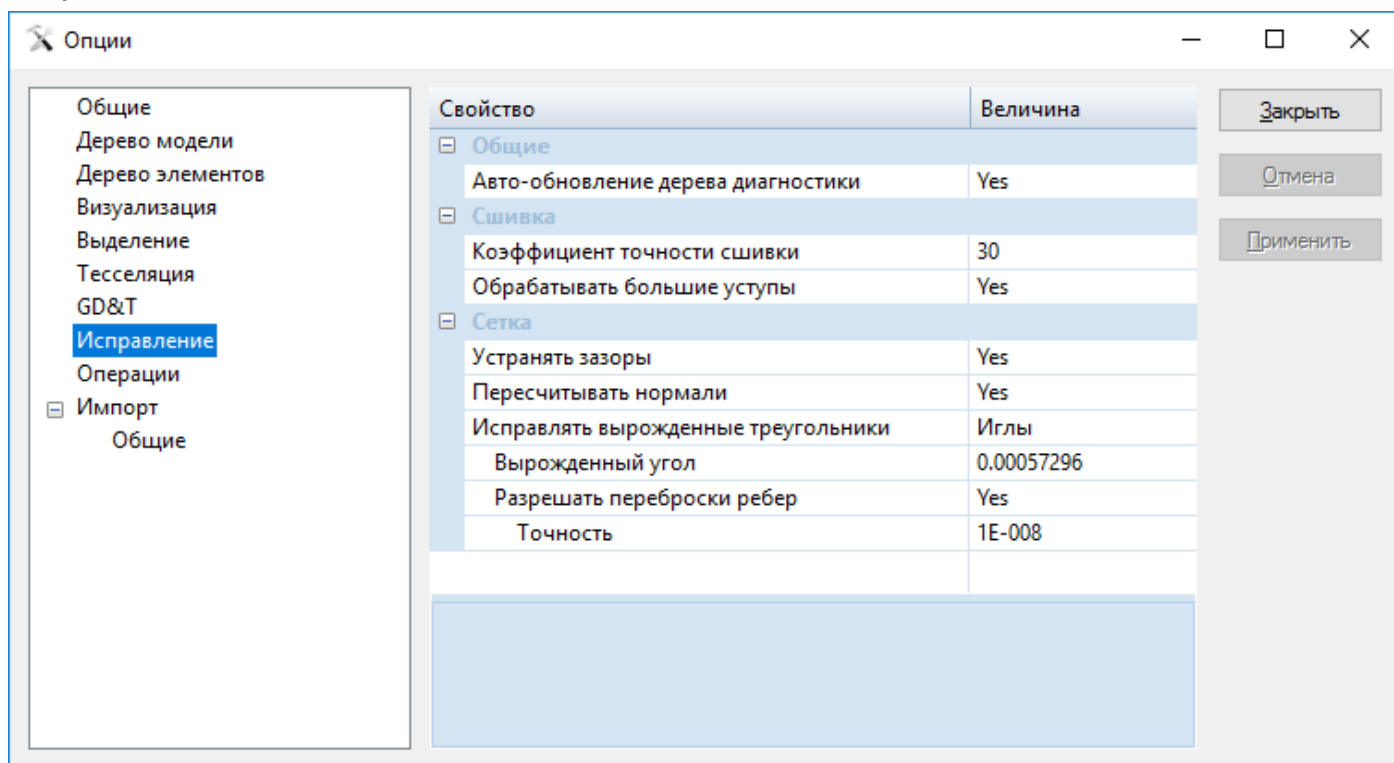 Опции
Общие
Дерево модели
Дерево элементов
Визуализация
Выделение
Тесселяция
GD&T
Исправление
Операции
Импорт
Общие
Свойство Величина
Общие
Авто-обновление дерева диагностики Yes
Сшивка
Коэффициент точности сшивки 30
Обрабатывать большие уступы Yes
Сетка
Устранять зазоры Yes
Пересчитывать нормали Yes
Исправлять вырожденные треугольники Иглы
Вырожденный угол 0.00057296
Разрешать переброски ребер Yes
Точность 1E-008
Закрыть
Отмена
Применить